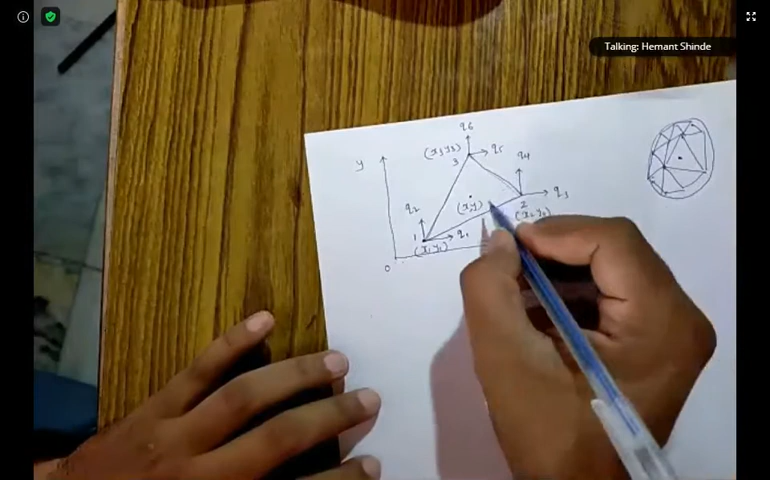 Talking: Hemant Shinde
q6
y
(x3 y3)
q5
3
q4
q3
q2
(x,y)
2
(x2 y2)
1
q1
(x1 y1)
0